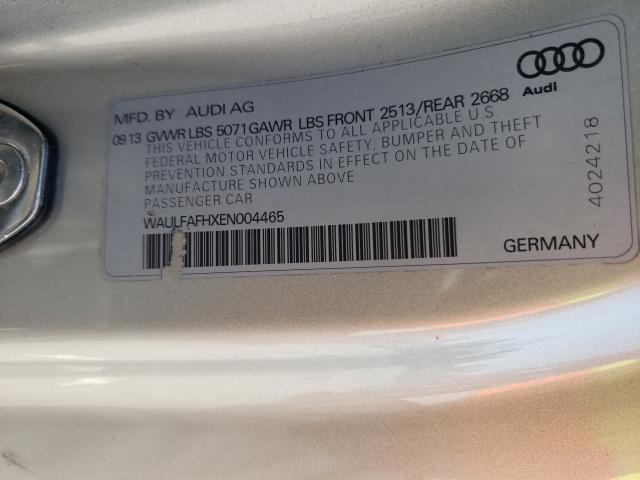 MFD. BY AUDI AG
Audi
09 13 GVWR LBS 5071 GAWR LBS FRONT 2513/REAR 2668
THIS VEHICLE CONFORMS TO ALL APPLICABLE U.S.
FEDERAL MOTOR VEHICLE SAFETY, BUMPER AND THEFT
PREVENTION STANDARDS IN EFFECT ON THE DATE OF
MANUFACTURE SHOWN ABOVE
PASSENGER CAR
WAULFAFHXEN004465
GERMANY
4024218